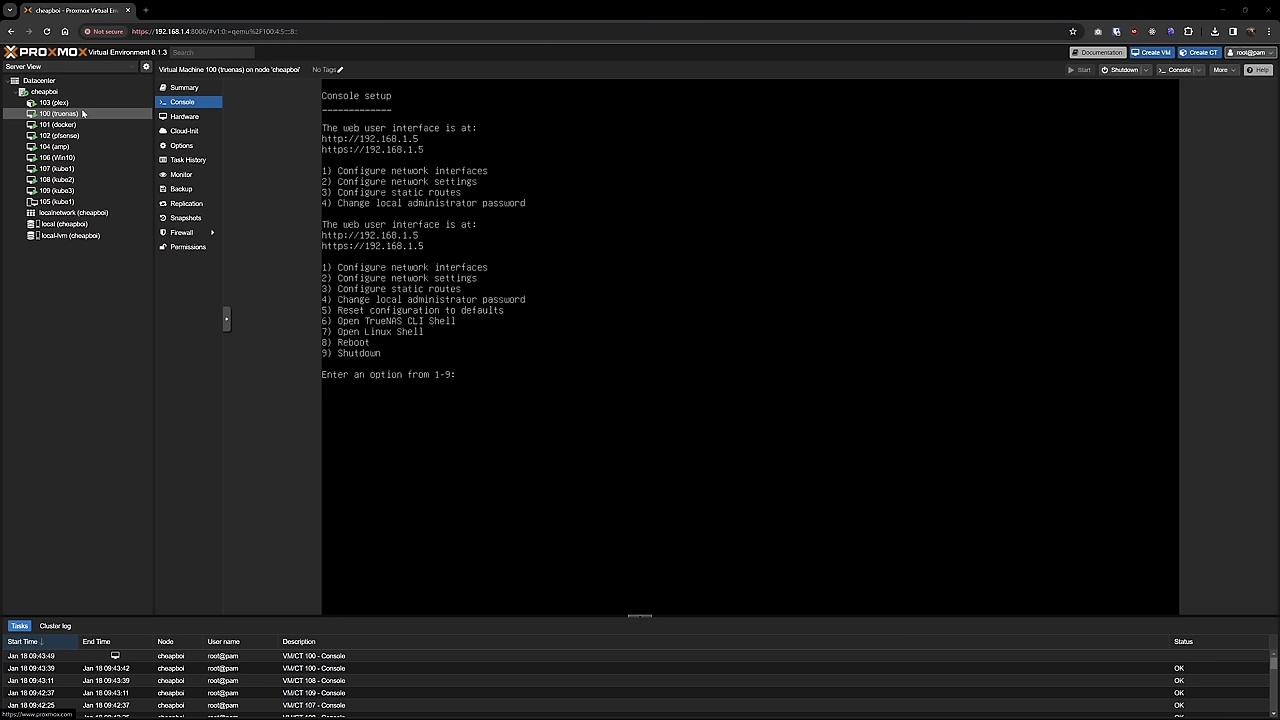 cheapboi - Proxmox Virtual Env
Not secure
https://192.168.1.4:8006/#v1:0:=qemu%2F100:4:5::::8::
PROXMOX Virtual Environment 8.1.3
Search
Documentation
Create VM
Create CT
root@pam
Server View
Virtual Machine 100 (truenas) on node 'cheapboi'
No Tags
Start
Shutdown
Console
More
Help
Datacenter
cheapboi
103 (plex)
100 (truenas)
101 (docker)
102 (pfsense)
104 (amp)
106 (Win10)
107 (kube1)
108 (kube2)
109 (kube3)
105 (kube1)
localnetwork (cheapboi)
local (cheapboi)
local-lvm (cheapboi)
Summary
Console
Hardware
Cloud-Init
Options
Task History
Monitor
Backup
Replication
Snapshots
Firewall
Permissions
Console setup
-------------
The web user interface is at:
http://192.168.1.5
https://192.168.1.5
1) Configure network interfaces
2) Configure network settings
3) Configure static routes
4) Change local administrator password
The web user interface is at:
http://192.168.1.5
https://192.168.1.5
1) Configure network interfaces
2) Configure network settings
3) Configure static routes
4) Change local administrator password
5) Reset configuration to defaults
6) Open TrueNAS CLI Shell
7) Open Linux Shell
8) Reboot
9) Shutdown
Enter an option from 1-9:
Tasks
Cluster log
Start Time
End Time
Node
User name
Description
Status
Jan 18 09:43:49 cheapboi root@pam VM/CT 100 - Console
Jan 18 09:43:39 Jan 18 09:43:42 cheapboi root@pam VM/CT 100 - Console OK
Jan 18 09:43:11 Jan 18 09:43:39 cheapboi root@pam VM/CT 108 - Console OK
Jan 18 09:42:37 Jan 18 09:43:11 cheapboi root@pam VM/CT 109 - Console OK
Jan 18 09:42:25 Jan 18 09:42:37 cheapboi root@pam VM/CT 107 - Console OK
https://www.proxmox.com